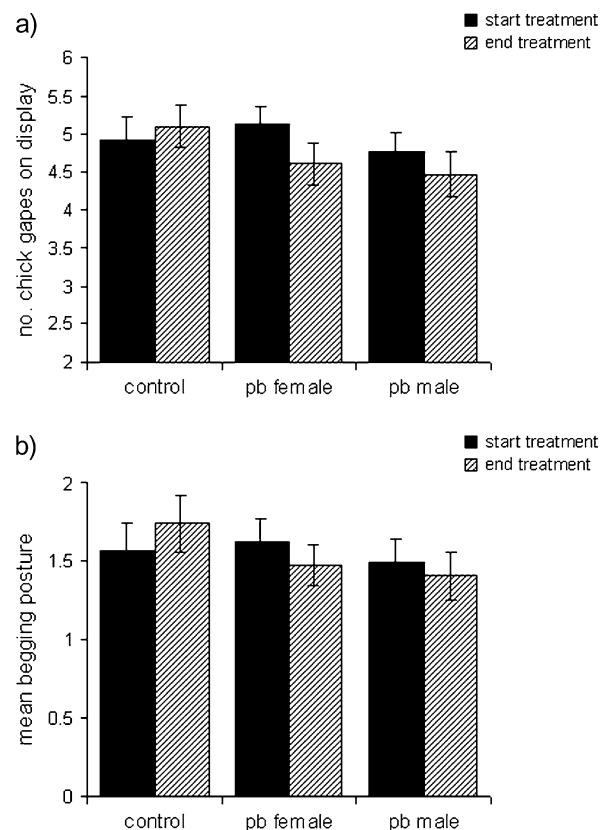 a)
start treatment
end treatment
no. chick gapes on display
6
5.5
5
4.5
4
3.5
3
2.5
2
control pb female pb male
b)
start treatment
end treatment
mean begging posture
2
1.5
1
0.5
0
control pb female pb male